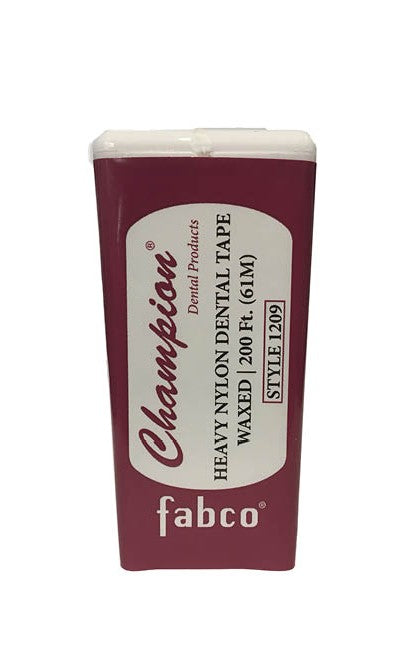 Champion®
Dental Products
HEAVY NYLON DENTAL TAPE
WAXED | 200 Ft. (61M)
STYLE 1209
fabco®